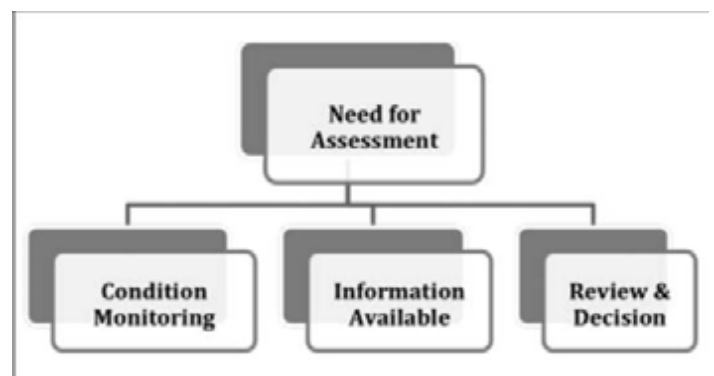 Need for
Assessment
Condition
Monitoring
Information
Available
Review &
Decision